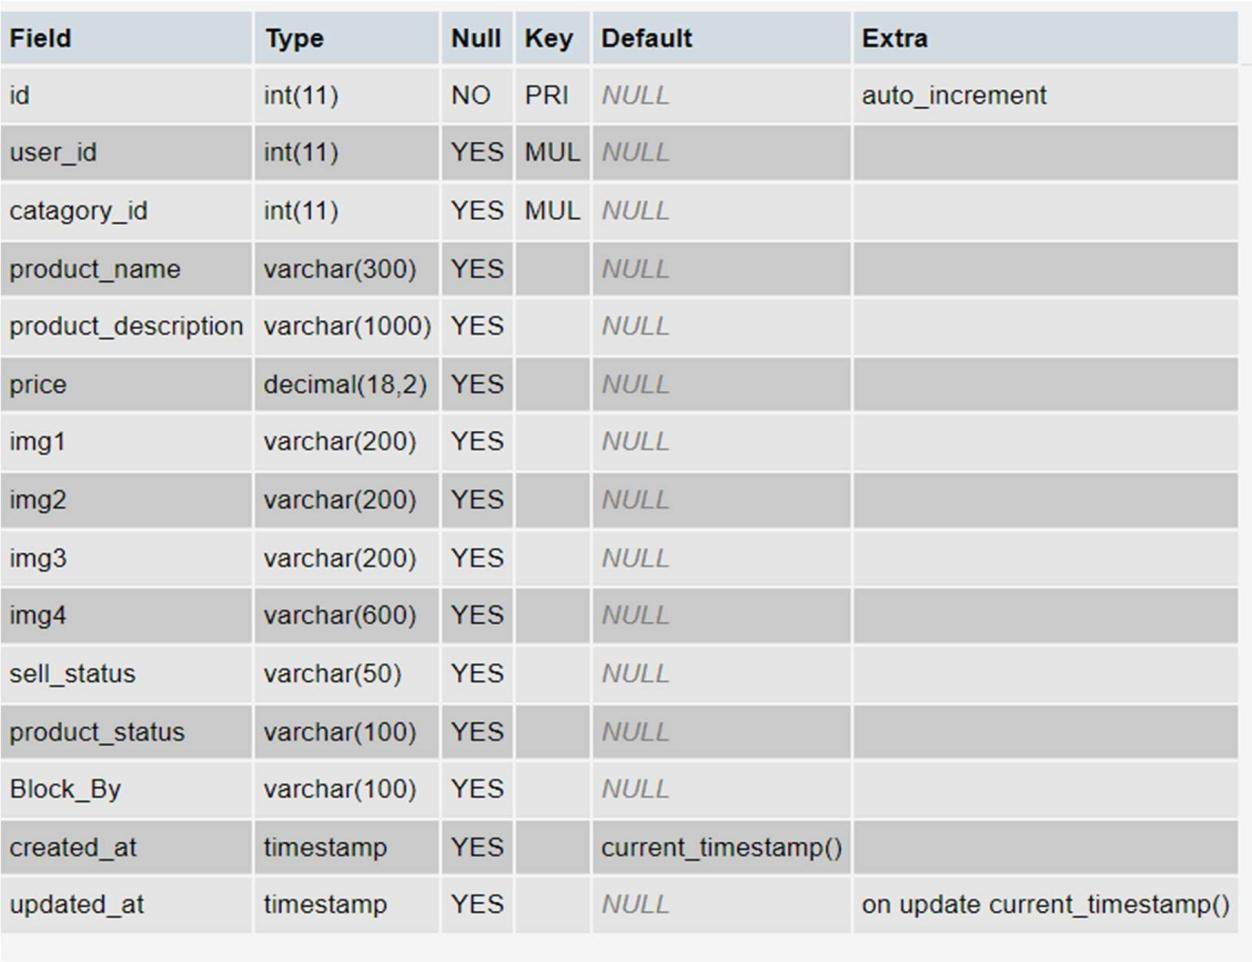 Field Type Null Key Default Extra
id int(11) NO PRI NULL auto_increment
user_id int(11) YES MUL NULL
catagory_id int(11) YES MUL NULL
product_name varchar(300) YES NULL
product_description varchar(1000) YES NULL
price decimal(18,2) YES NULL
img1 varchar(200) YES NULL
img2 varchar(200) YES NULL
img3 varchar(200) YES NULL
img4 varchar(600) YES NULL
sell_status varchar(50) YES NULL
product_status varchar(100) YES NULL
Block_By varchar(100) YES NULL
created_at timestamp YES current_timestamp()
updated_at timestamp YES NULL on update current_timestamp()